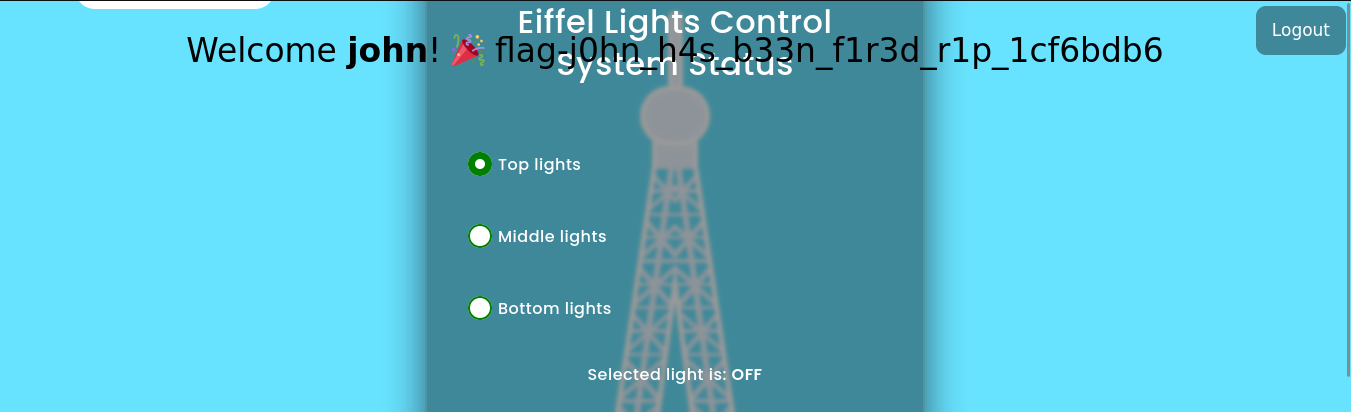 Eiffel Lights Control
System Status
Welcome john! 🎉 flag-j0hn_h4s_b33n_f1r3d_r1p_1cf6bdb6
Logout
Top lights
Middle lights
Bottom lights
Selected light is: OFF